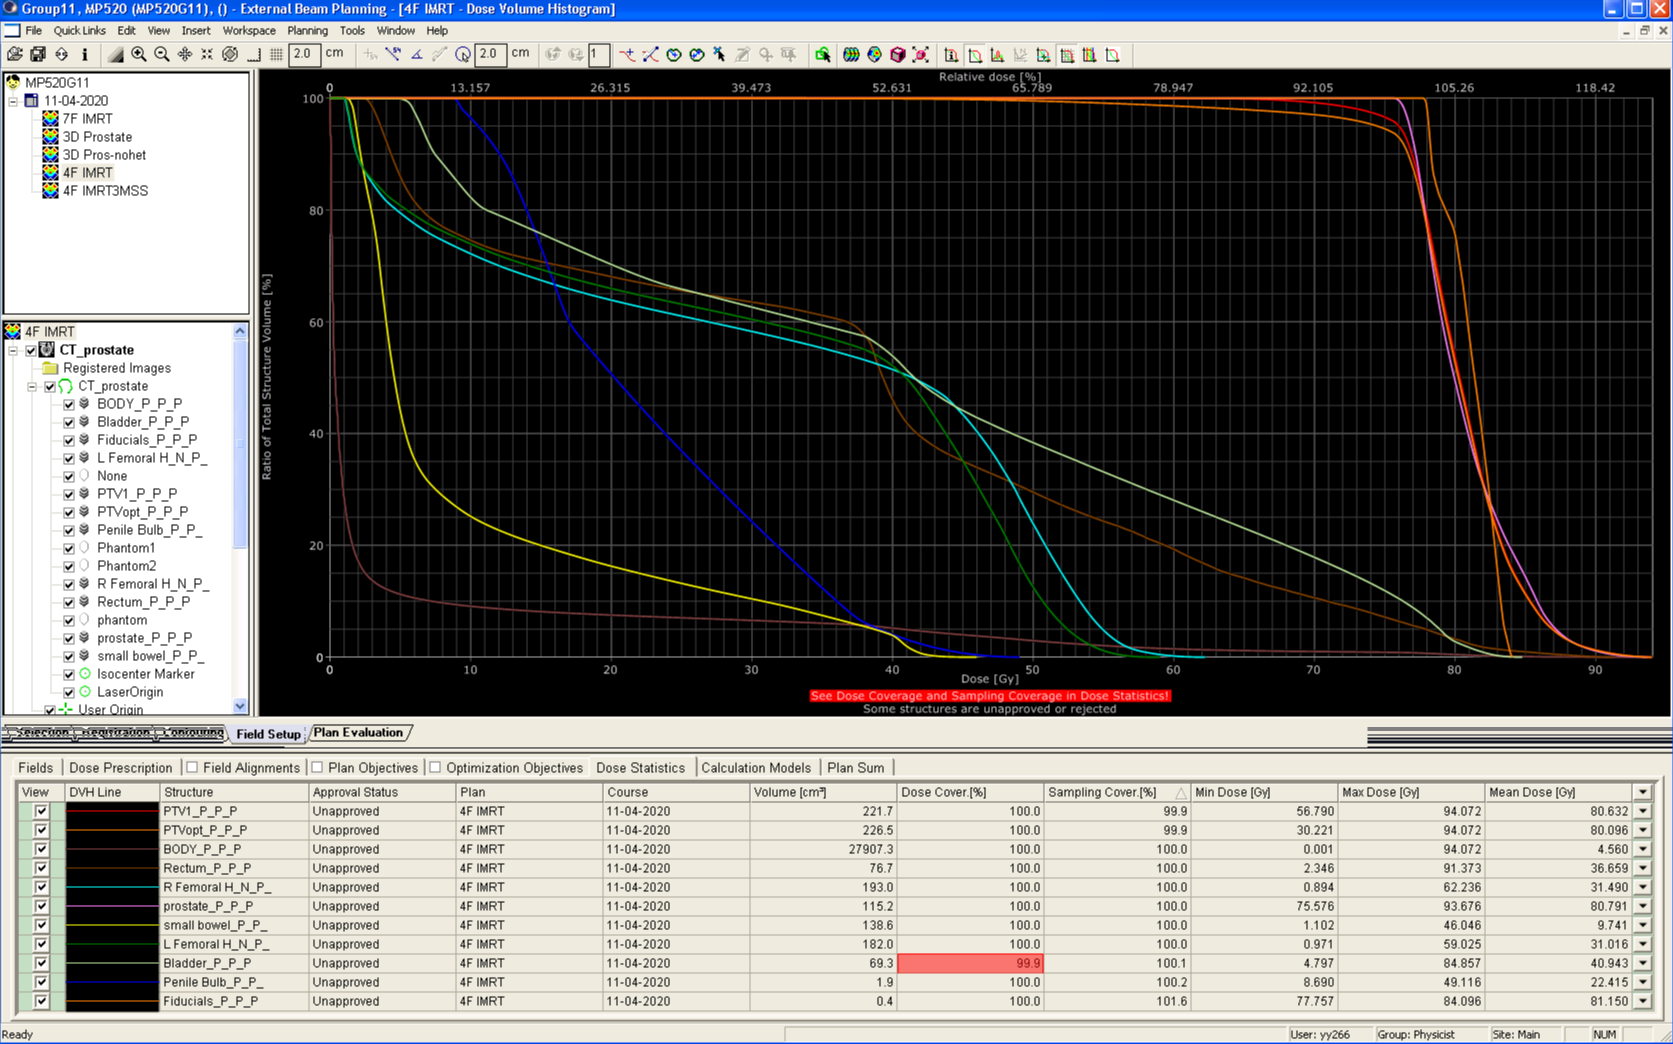 Group11, MP520 (MP520G11), () - External Beam Planning - [4F IMRT - Dose Volume Histogram]
File Quick Links Edit View Insert Workspace Planning Tools Window Help
2.0 cm 2.0 cm 1
MP520G11
11-04-2020
7F IMRT
3D Prostate
3D Pros-nohet
4F IMRT
4F IMRT3MSS
4F IMRT
CT_prostate
Registered Images
CT_prostate
BODY_P_P_P
Bladder_P_P_P
Fiducials_P_P_P
L Femoral H_N_P_
None
PTV1_P_P_P
PTVopt_P_P_P
Penile Bulb_P_P_
Phantom1
Phantom2
R Femoral H_N_P_
Rectum_P_P_P
phantom
prostate_P_P_P
small bowel_P_P_
Isocenter Marker
LaserOrigin
User Origin
Relative dose [%]
0 13.157 26.315 39.473 52.631 65.789 78.947 92.105 105.26 118.42
100
80
60
40
20
0
Ratio of Total Structure Volume [%]
0 10 20 30 40 50 60 70 80 90
Dose [Gy]
See Dose Coverage and Sampling Coverage in Dose Statistics!
Some structures are unapproved or rejected
Selection Registration Contouring Field Setup Plan Evaluation
Fields Dose Prescription Field Alignments Plan Objectives Optimization Objectives Dose Statistics Calculation Models Plan Sum
View DVH Line Structure Approval Status Plan Course Volume [cm³] Dose Cover.[%] Sampling Cover.[%] Min Dose [Gy] Max Dose [Gy] Mean Dose [Gy]
PTV1_P_P_P Unapproved 4F IMRT 11-04-2020 221.7 100.0 99.9 56.790 94.072 80.632
PTVopt_P_P_P Unapproved 4F IMRT 11-04-2020 226.5 100.0 99.9 30.221 94.072 80.096
BODY_P_P_P Unapproved 4F IMRT 11-04-2020 27907.3 100.0 100.0 0.001 94.072 4.560
Rectum_P_P_P Unapproved 4F IMRT 11-04-2020 76.7 100.0 100.0 2.346 91.373 36.659
R Femoral H_N_P_ Unapproved 4F IMRT 11-04-2020 193.0 100.0 100.0 0.894 62.236 31.490
prostate_P_P_P Unapproved 4F IMRT 11-04-2020 115.2 100.0 100.0 75.576 93.676 80.791
small bowel_P_P_ Unapproved 4F IMRT 11-04-2020 138.6 100.0 100.0 1.102 46.046 9.741
L Femoral H_N_P_ Unapproved 4F IMRT 11-04-2020 182.0 100.0 100.0 0.971 59.025 31.016
Bladder_P_P_P Unapproved 4F IMRT 11-04-2020 69.3 99.9 100.1 4.797 84.857 40.943
Penile Bulb_P_P_ Unapproved 4F IMRT 11-04-2020 1.9 100.0 100.2 8.690 49.116 22.415
Fiducials_P_P_P Unapproved 4F IMRT 11-04-2020 0.4 100.0 101.6 77.757 84.096 81.150
Ready User: yy266 Group: Physicist Site: Main NUM